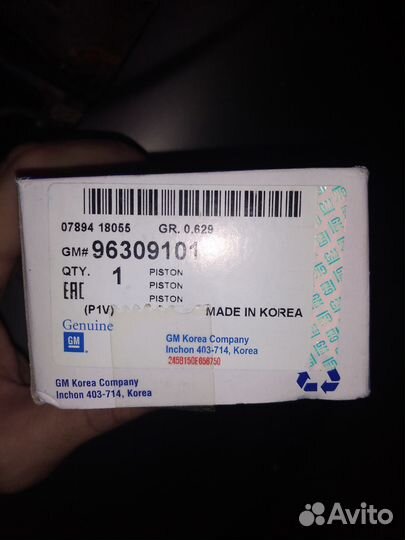 07894 18055 GR. 0.629
GM# 96309101
QTY. 1 PISTON
PISTON
EAC PISTON
(P1V) MADE IN KOREA
Genuine
GM
GM Korea Company
Inchon 403-714, Korea
GM Korea Company
Inchon 403-714, Korea
Avito